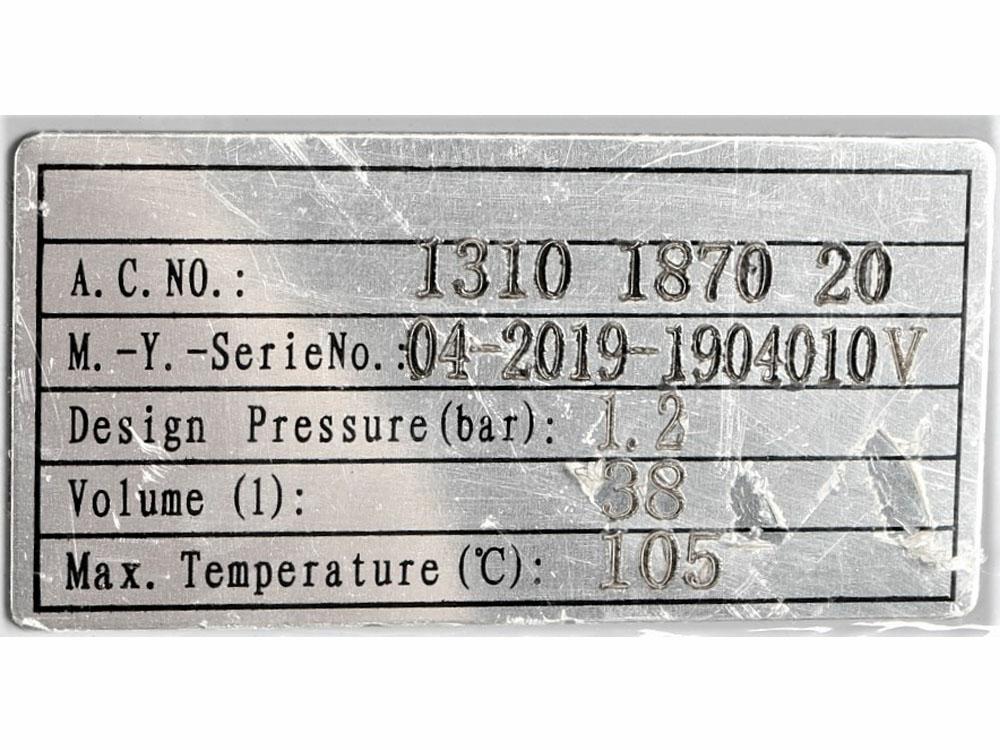 A.C.NO.: 1310 1870 20
M.-Y.-SerieNo.:04-2019-1904010V
Design Pressure(bar): 1.2
Volume (l): 38
Max. Temperature(℃): 105